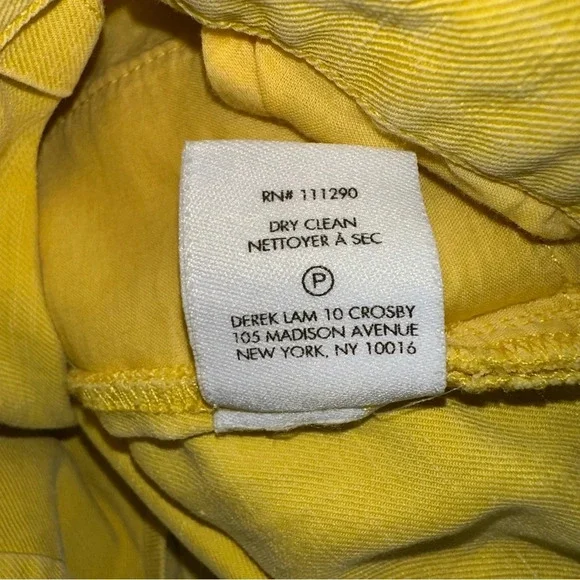 RN# 111290
DRY CLEAN
NETTOYER À SEC
P
DEREK LAM 10 CROSBY
105 MADISON AVENUE
NEW YORK, NY 10016